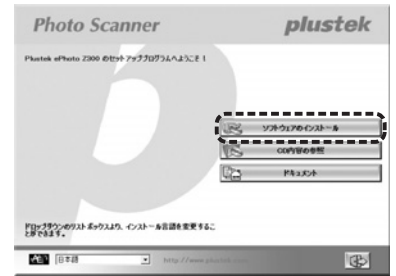 Photo Scanner
plustek
Plustek ePhoto Z300 のセットアッププログラムへようこそ！
ソフトウェアのインストール
CD内容の参照
ドキュメント
ドロップダウンのリストボックスより、インストール言語を変更するこ
とができます。
日本語
http://www.plustek.com